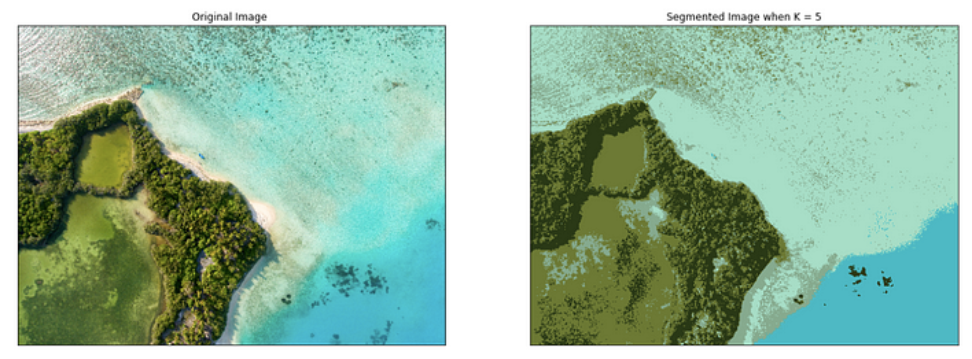 Original Image
Segmented Image when K = 5